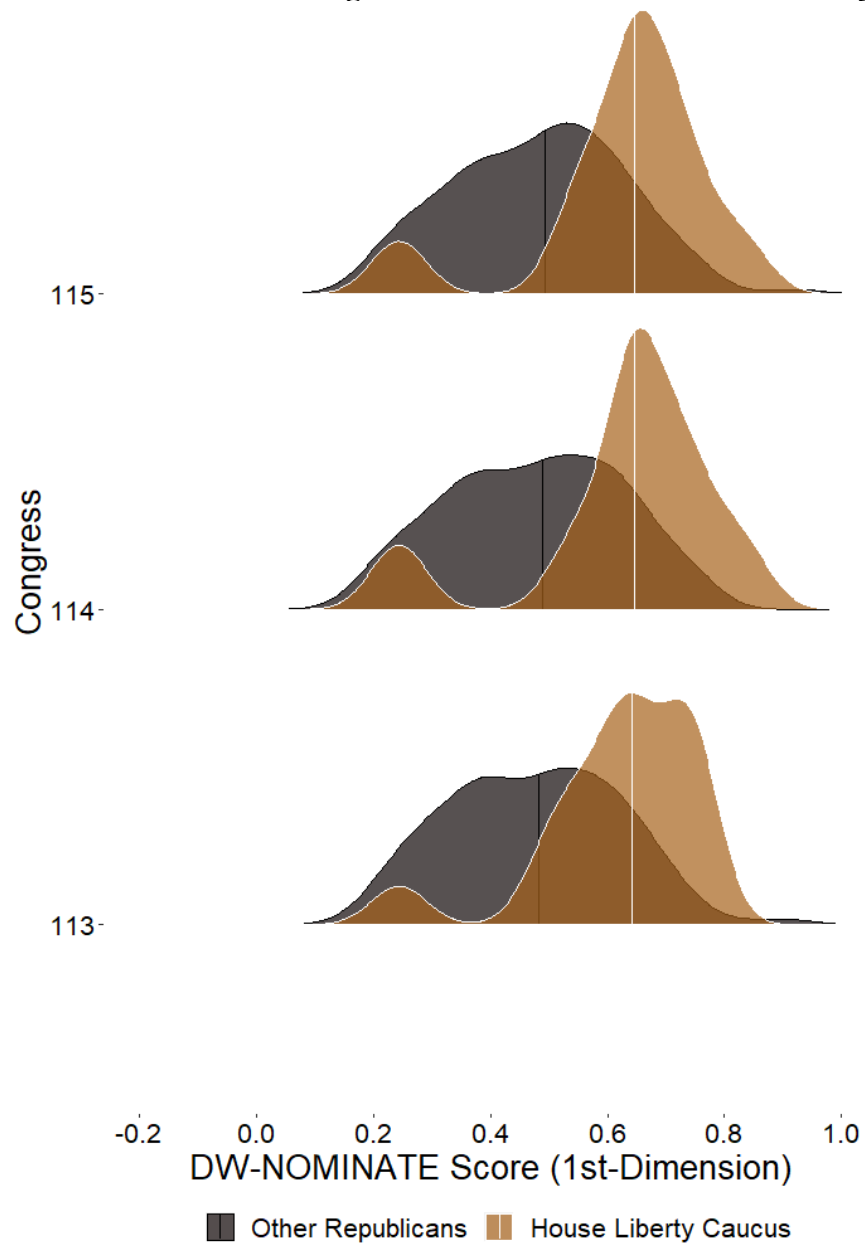 115
114
113
Congress
-0.2 0.0 0.2 0.4 0.6 0.8 1.0
DW-NOMINATE Score (1st-Dimension)
Other Republicans House Liberty Caucus